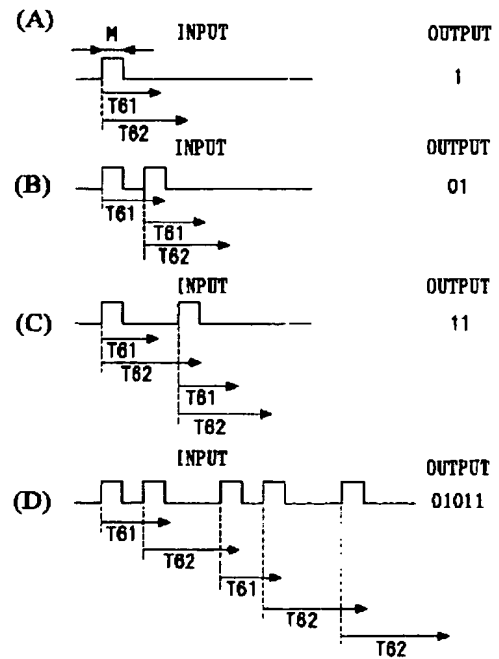 (A) M INPUT OUTPUT
1
T61
T62
INPUT OUTPUT
(B) 01
T61
T61
T62
INPUT OUTPUT
(C) 11
T61
T62
T61
T62
INPUT OUTPUT
(D) 01011
T61
T62
T61
T62
T62